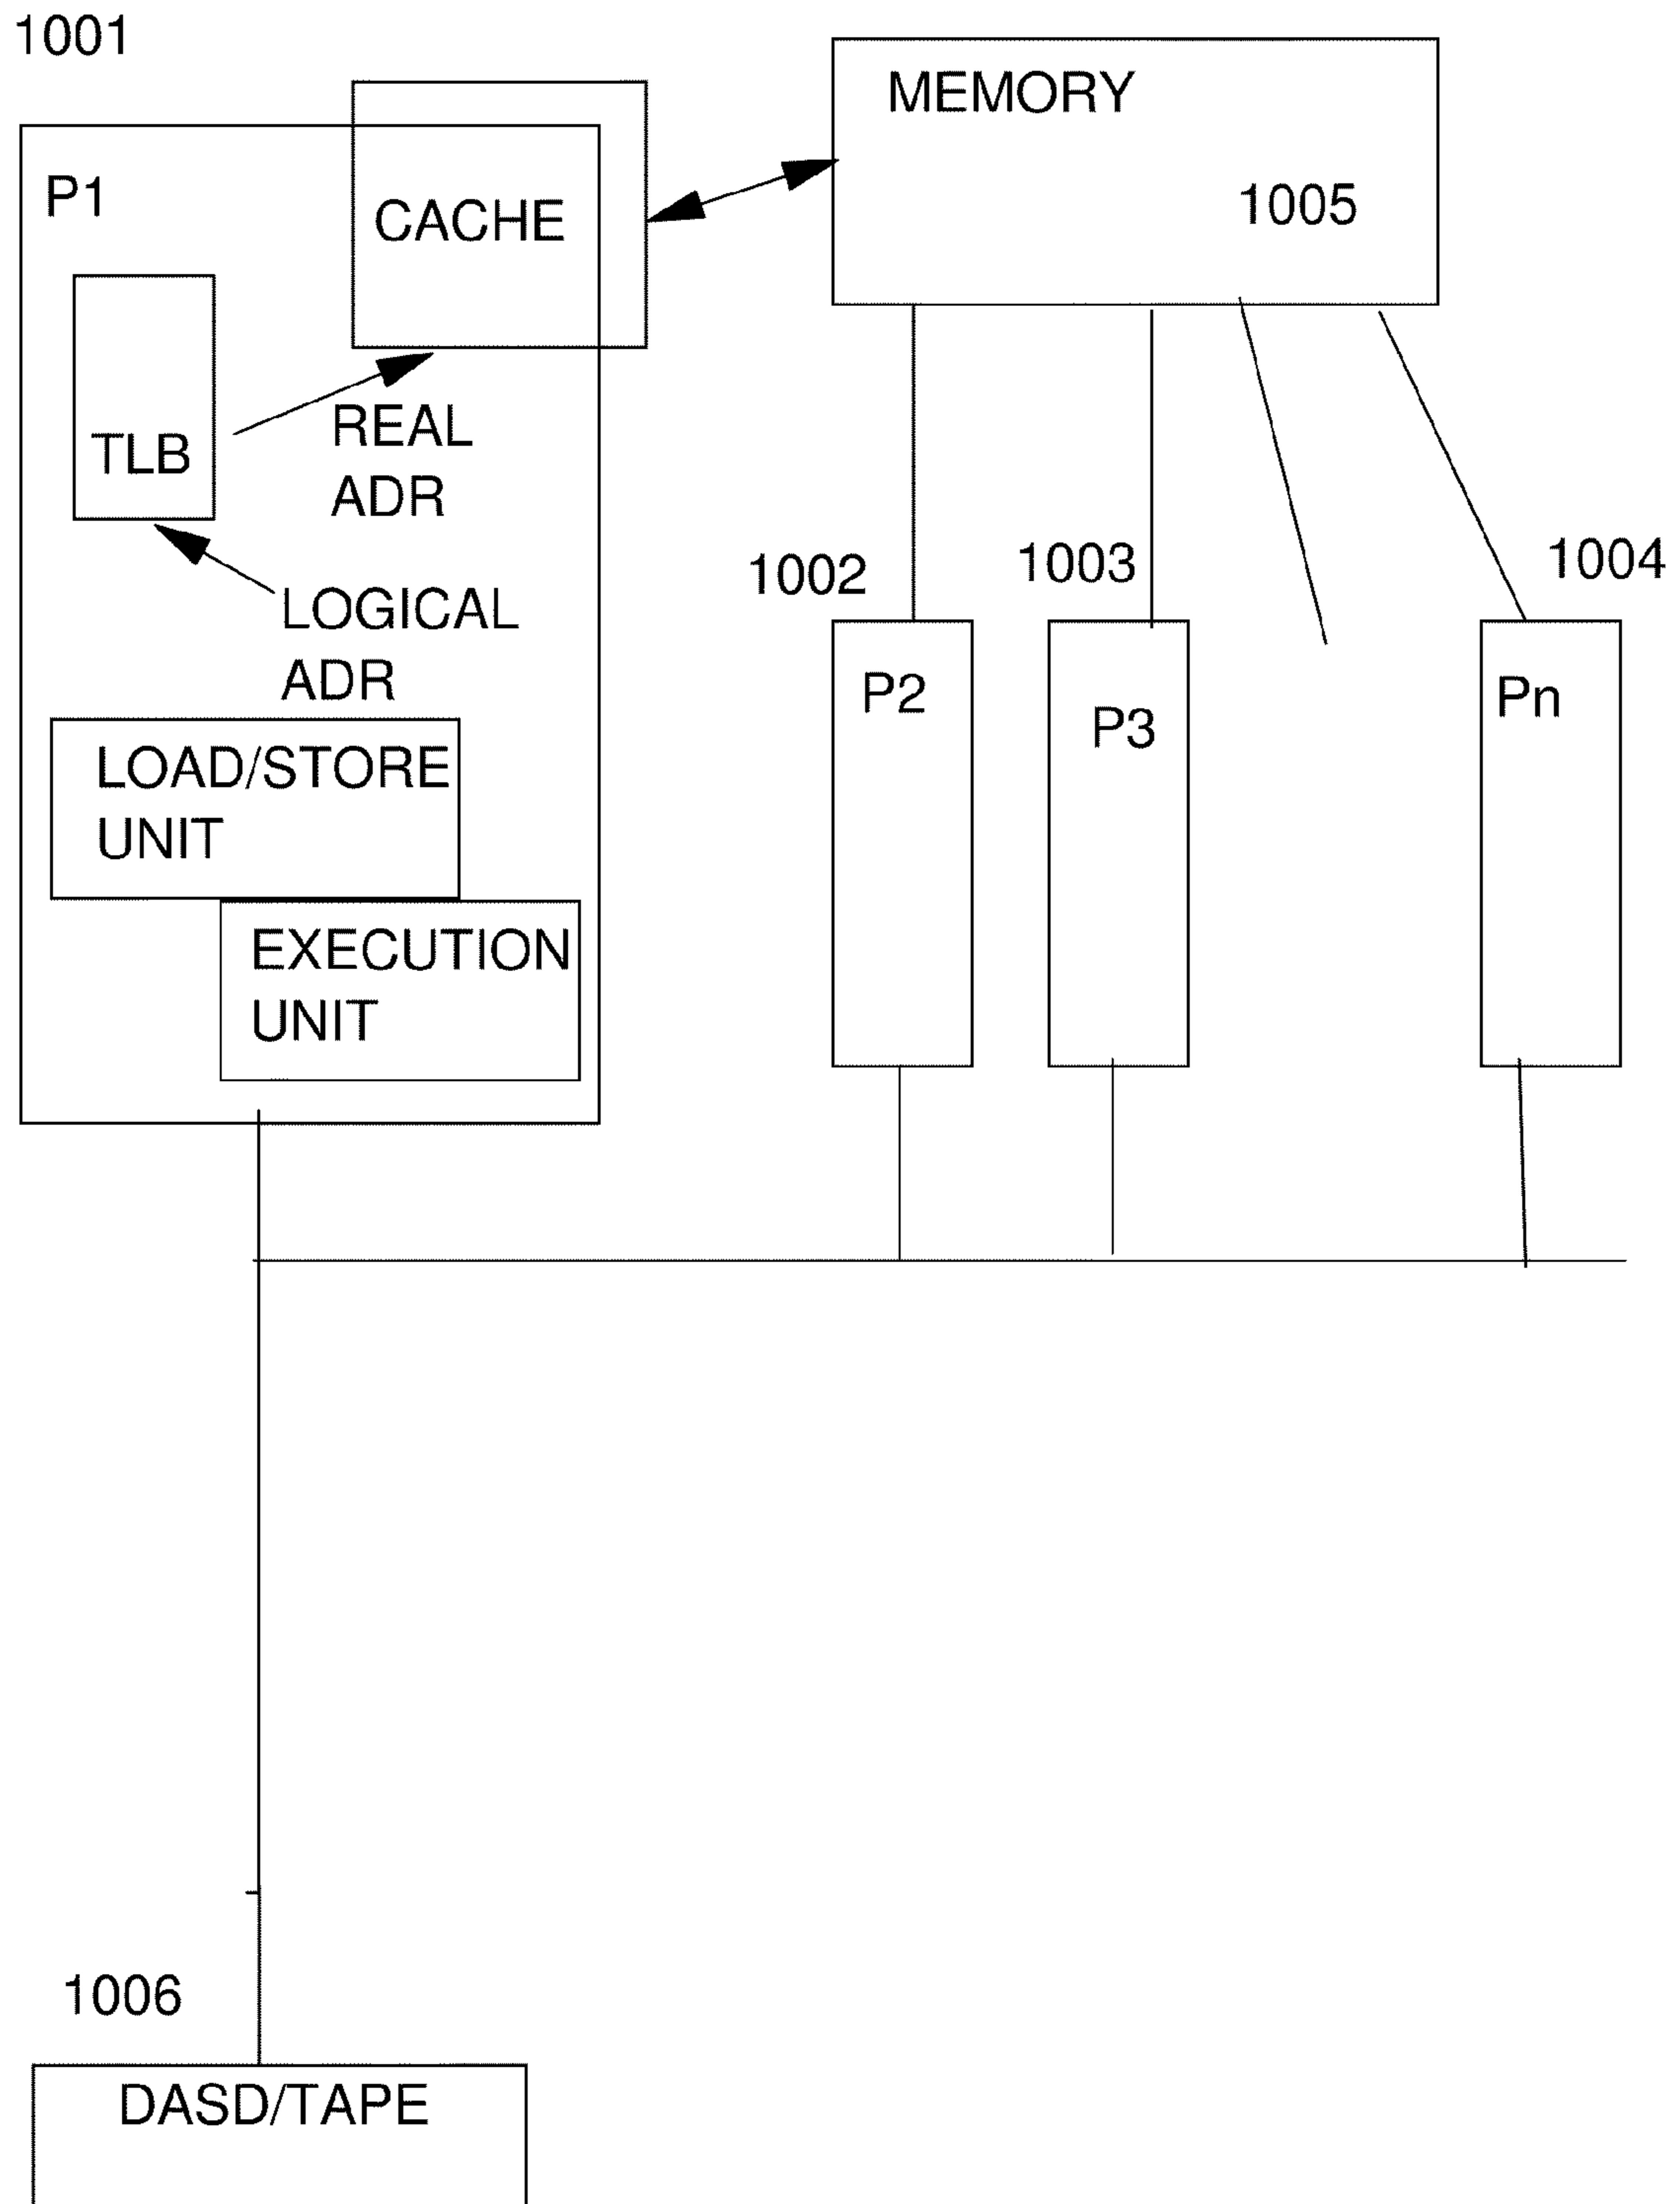 1001
MEMORY
P1
CACHE
1005
TLB
REAL
ADR
LOGICAL
ADR
1002
1003
1004
P2
P3
Pn
LOAD/STORE
UNIT
EXECUTION
UNIT
1006
DASD/TAPE